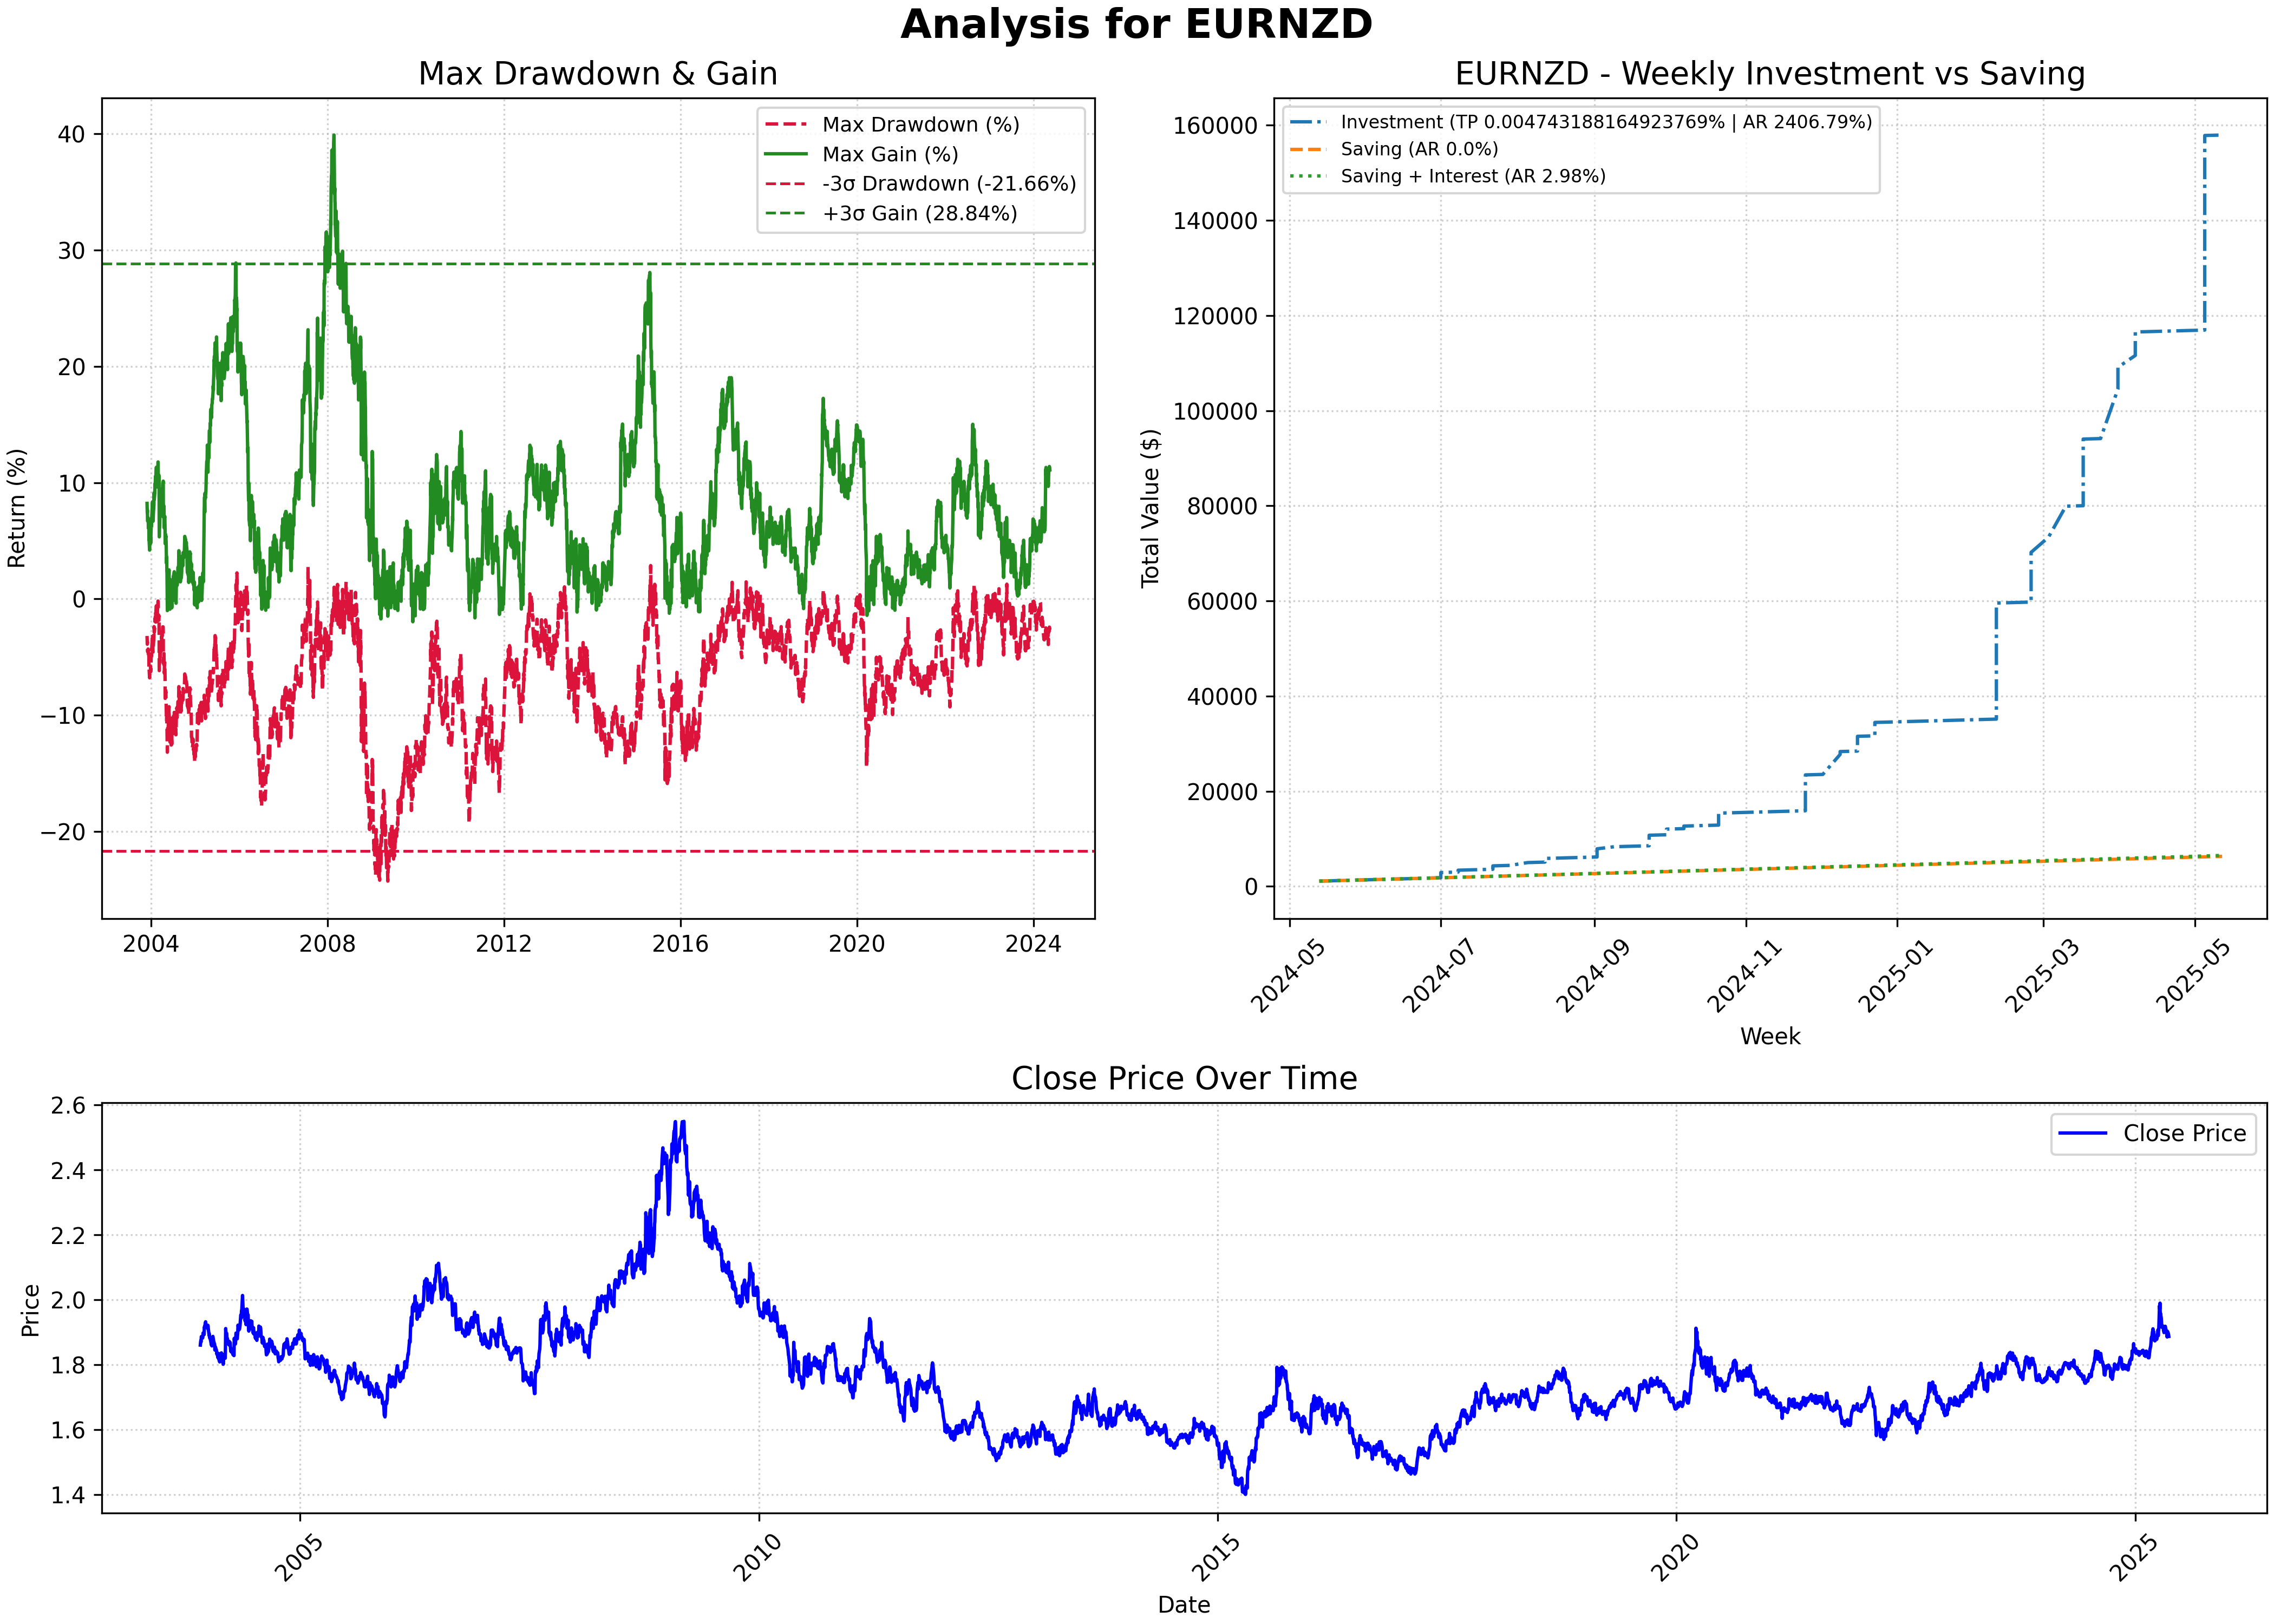 Analysis for EURNZD
Max Drawdown & Gain
Return (%)
40
30
20
10
0
−10
−20
2004
2008
2012
2016
2020
2024
Max Drawdown (%)
Max Gain (%)
-3σ Drawdown (-21.66%)
+3σ Gain (28.84%)
EURNZD - Weekly Investment vs Saving
Total Value ($)
160000
140000
120000
100000
80000
60000
40000
20000
0
Investment (TP 0.004743188164923769% | AR 2406.79%)
Saving (AR 0.0%)
Saving + Interest (AR 2.98%)
2024-05
2024-07
2024-09
2024-11
2025-01
2025-03
2025-05
Week
Close Price Over Time
Price
2.6
2.4
2.2
2.0
1.8
1.6
1.4
Close Price
2005
2010
2015
2020
2025
Date